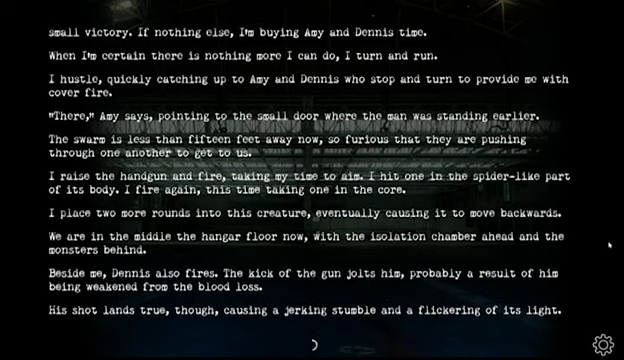 small victory. If nothing else, I'm buying Amy and Dennis time.
When I'm certain there is nothing more I can do, I turn and run.
I hustle, quickly catching up to Amy and Dennis who stop and turn to provide me with
cover fire.
"There," Amy says, pointing to the small door where the man was standing earlier.
The swarm is less than fifteen feet away now, so furious that they are pushing
through one another to get to us.
I raise the handgun and fire, taking my time to aim. I hit one in the spider-like part
of its body. I fire again, this time taking one in the core.
I place two more rounds into this creature, eventually causing it to move backwards.
We are in the middle the hangar floor now, with the isolation chamber ahead and the
monsters behind.
Beside me, Dennis also fires. The kick of the gun jolts him, probably a result of him
being weakened from the blood loss.
His shot lands true, though, causing a jerking stumble and a flickering of its light.